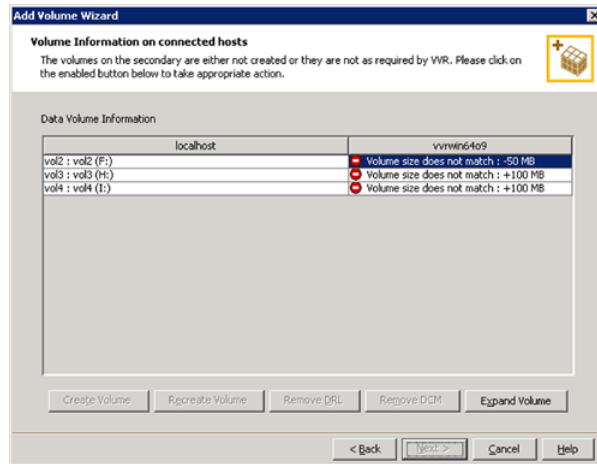 Add Volume Wizard
Volume Information on connected hosts
The volumes on the secondary are either not created or they are not as required by VVR. Please click on
the enabled button below to take appropriate action.
Data Volume Information
localhost vvrwin64o9
vol2 : vol2 (F:) Volume size does not match : -50 MB
vol3 : vol3 (H:) Volume size does not match : +100 MB
vol4 : vol4 (I:) Volume size does not match : +100 MB
Create Volume Recreate Volume Remove DRL Remove DCM Expand Volume
< Back Next > Cancel Help